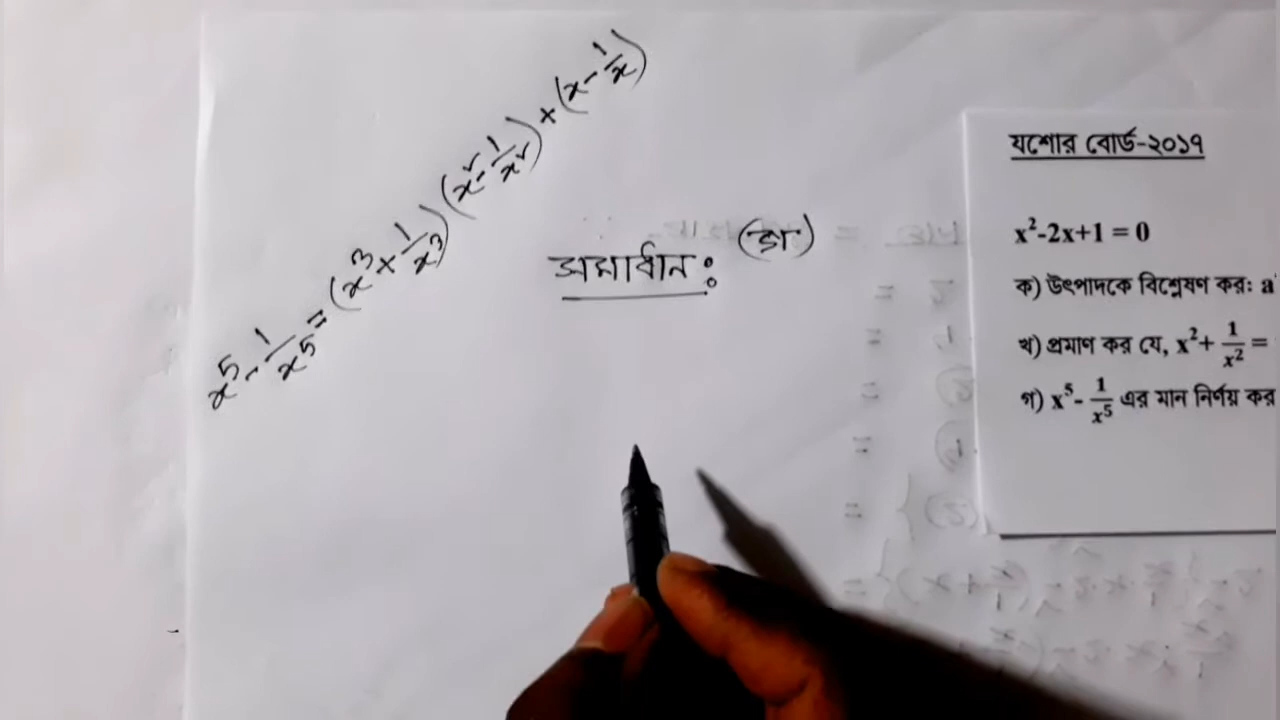 x⁵ - 1/x⁵ = (x³ × 1/x³)(x² - 1/x²) + (x - 1/x)
সমাধান : (গ)
যশোর বোর্ড-২০১৭
x²-2x+1 = 0
ক) উৎপাদকে বিশ্লেষণ কর: a
খ) প্রমাণ কর যে, x² + 1/x² =
গ) x⁵ - 1/x⁵ এর মান নির্ণয় কর